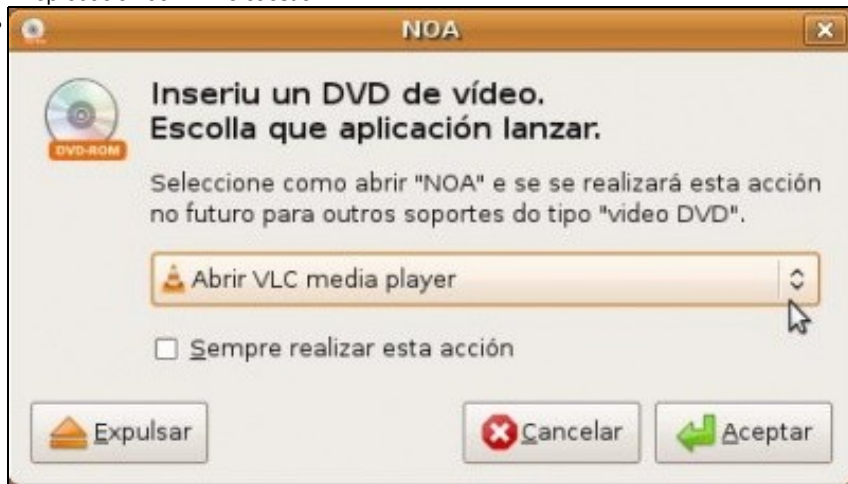 NOA
Inseriu un DVD de vídeo.
Escolla que aplicación lanzar.
DVD-ROM
Seleccione como abrir "NOA" e se se realizará esta acción
no futuro para outros soportes do tipo "video DVD".
Abrir VLC media player
Sempre realizar esta acción
Expulsar
Cancelar
Aceptar